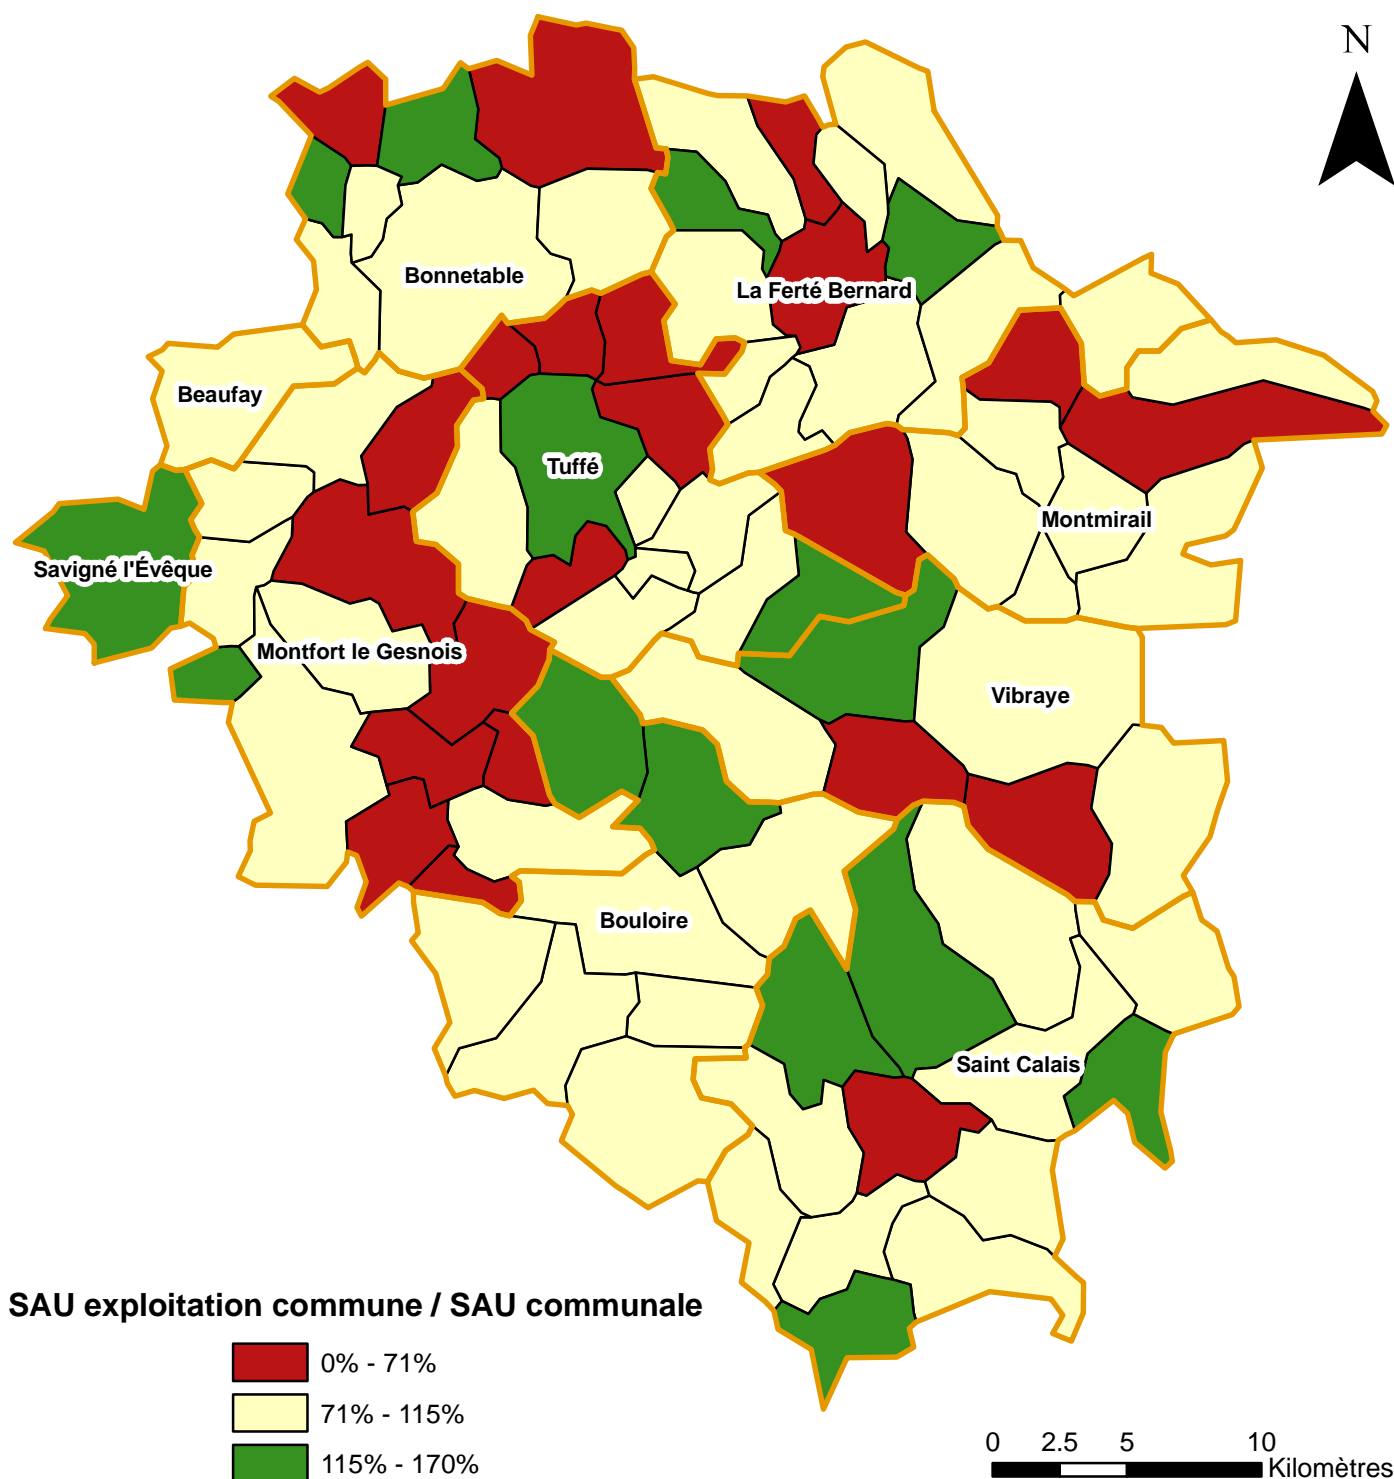 N
Bonnetable
La Ferté Bernard
Beaufay
Tuffé
Montmirail
Savigné l'Évêque
Montfort le Gesnois
Vibraye
Bouloire
Saint Calais
SAU exploitation commune / SAU communale
0% - 71%
71% - 115%
115% - 170%
0 2.5 5 10
Kilomètres